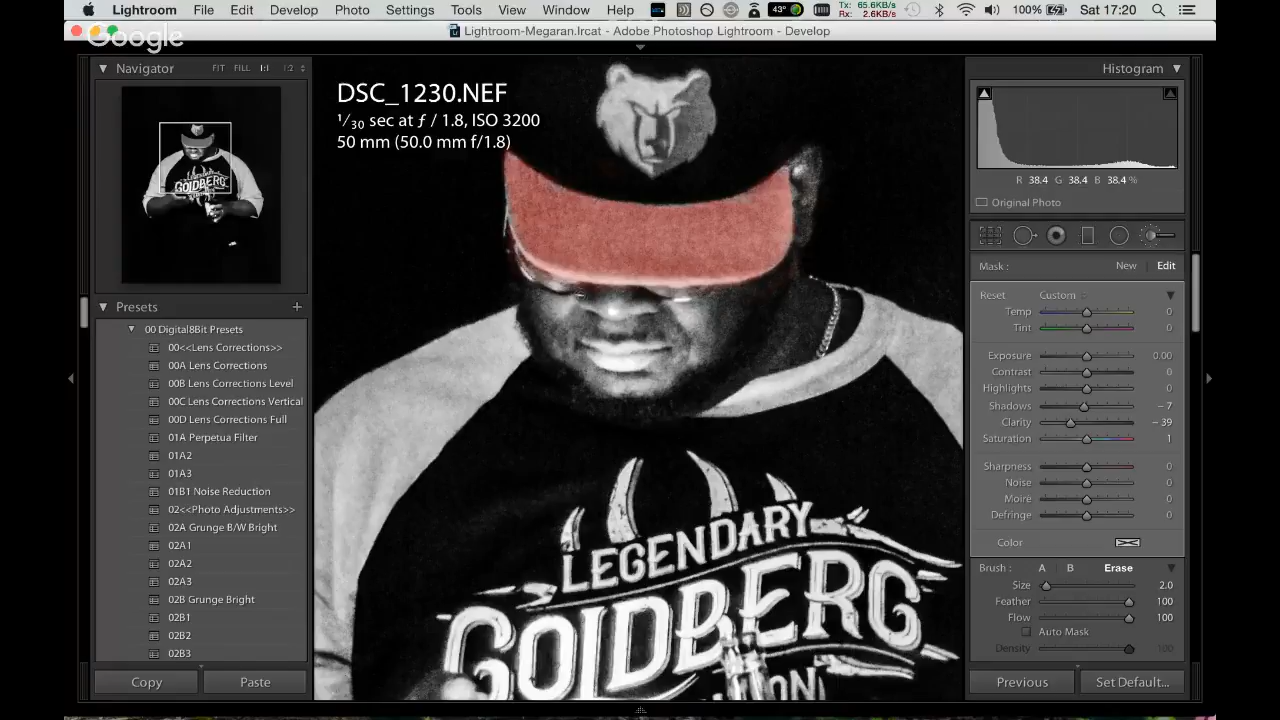 Lightroom File Edit Develop Photo Settings Tools View Window Help 43° Tx: 65.6KB/s Rx: 2.6KB/s 100% Sat 17:20
Google
Lightroom-Megaran.lrcat - Adobe Photoshop Lightroom - Develop
Navigator FIT FILL 1:1 1:2
Presets +
00 Digital8Bit Presets
00<<Lens Corrections>>
00A Lens Corrections
00B Lens Corrections Level
00C Lens Corrections Vertical
00D Lens Corrections Full
01A Perpetua Filter
01A2
01A3
01B1 Noise Reduction
02<<Photo Adjustments>>
02A Grunge B/W Bright
02A1
02A2
02A3
02B Grunge Bright
02B1
02B2
02B3
Copy Paste
DSC_1230.NEF
1/30 sec at ƒ / 1.8, ISO 3200
50 mm (50.0 mm f/1.8)
LEGENDARY
GOLDBERG
Histogram
R 38.4 G 38.4 B 38.4 %
Original Photo
Mask : New Edit
Reset Custom
Temp 0
Tint 0
Exposure 0.00
Contrast 0
Highlights 0
Shadows – 7
Clarity – 39
Saturation 1
Sharpness 0
Noise 0
Moiré 0
Defringe 0
Color
Brush : A B Erase
Size 2.0
Feather 100
Flow 100
Auto Mask
Density 100
Previous Set Default...